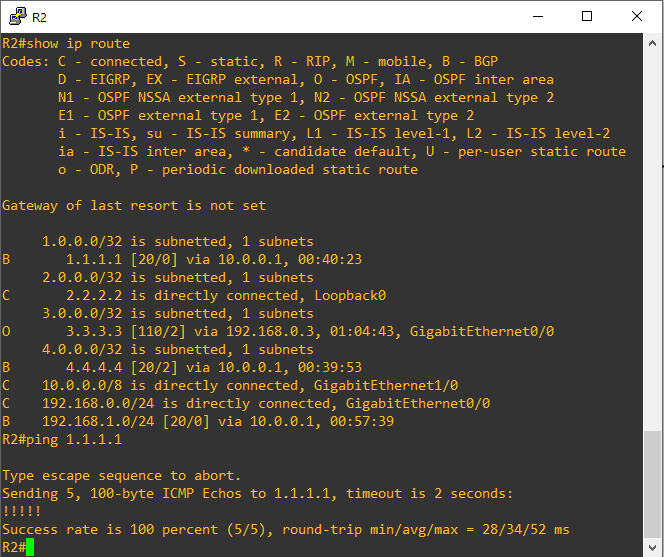 R2
R2#show ip route
Codes: C - connected, S - static, R - RIP, M - mobile, B - BGP
       D - EIGRP, EX - EIGRP external, O - OSPF, IA - OSPF inter area
       N1 - OSPF NSSA external type 1, N2 - OSPF NSSA external type 2
       E1 - OSPF external type 1, E2 - OSPF external type 2
       i - IS-IS, su - IS-IS summary, L1 - IS-IS level-1, L2 - IS-IS level-2
       ia - IS-IS inter area, * - candidate default, U - per-user static route
       o - ODR, P - periodic downloaded static route

Gateway of last resort is not set

     1.0.0.0/32 is subnetted, 1 subnets
B       1.1.1.1 [20/0] via 10.0.0.1, 00:40:23
     2.0.0.0/32 is subnetted, 1 subnets
C       2.2.2.2 is directly connected, Loopback0
     3.0.0.0/32 is subnetted, 1 subnets
O       3.3.3.3 [110/2] via 192.168.0.3, 01:04:43, GigabitEthernet0/0
     4.0.0.0/32 is subnetted, 1 subnets
B       4.4.4.4 [20/2] via 10.0.0.1, 00:39:53
C    10.0.0.0/8 is directly connected, GigabitEthernet1/0
C    192.168.0.0/24 is directly connected, GigabitEthernet0/0
B    192.168.1.0/24 [20/0] via 10.0.0.1, 00:57:39
R2#ping 1.1.1.1

Type escape sequence to abort.
Sending 5, 100-byte ICMP Echos to 1.1.1.1, timeout is 2 seconds:
!!!!!
Success rate is 100 percent (5/5), round-trip min/avg/max = 28/34/52 ms
R2#